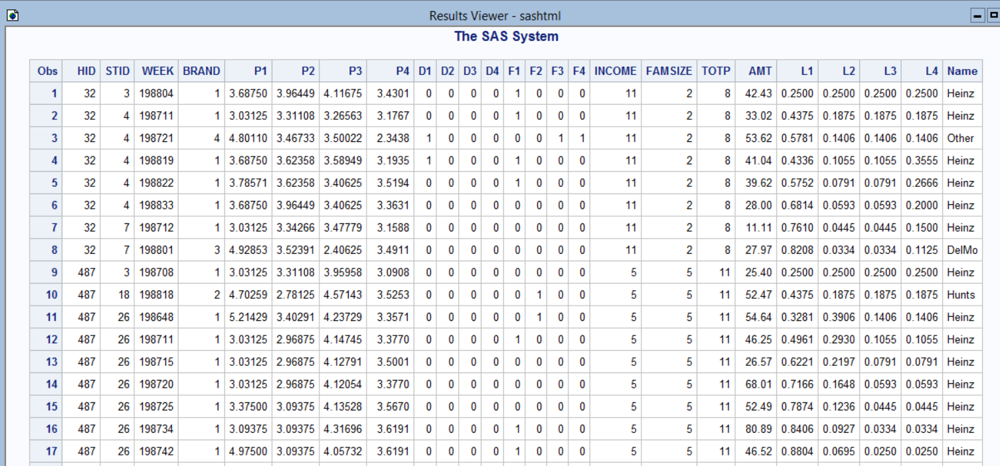 Results Viewer - sashtml
The SAS System
Obs HID STID WEEK BRAND P1 P2 P3 P4 D1 D2 D3 D4 F1 F2 F3 F4 INCOME FAMSIZE TOTP AMT L1 L2 L3 L4 Name
1 32 3 198804 1 3.68750 3.96449 4.11675 3.4301 0 0 0 0 1 0 0 0 11 2 8 42.43 0.2500 0.2500 0.2500 0.2500 Heinz
2 32 4 198711 1 3.03125 3.31108 3.26563 3.1767 0 0 0 0 1 0 0 0 11 2 8 33.02 0.4375 0.1875 0.1875 0.1875 Heinz
3 32 4 198721 4 4.80110 3.46733 3.50022 2.3438 1 0 0 0 0 0 1 1 11 2 8 53.62 0.5781 0.1406 0.1406 0.1406 Other
4 32 4 198819 1 3.68750 3.62358 3.58949 3.1935 1 0 0 0 1 0 0 0 11 2 8 41.04 0.4336 0.1055 0.1055 0.3555 Heinz
5 32 4 198822 1 3.78571 3.62358 3.40625 3.5194 0 0 0 0 1 0 0 0 11 2 8 39.62 0.5752 0.0791 0.0791 0.2666 Heinz
6 32 4 198833 1 3.68750 3.96449 3.40625 3.3631 0 0 0 0 0 0 0 0 11 2 8 28.00 0.6814 0.0593 0.0593 0.2000 Heinz
7 32 7 198712 1 3.03125 3.34266 3.47779 3.1588 0 0 0 0 0 0 0 0 11 2 8 11.11 0.7610 0.0445 0.0445 0.1500 Heinz
8 32 7 198801 3 4.92853 3.52391 2.40625 3.4911 0 0 0 0 0 0 0 0 11 2 8 27.97 0.8208 0.0334 0.0334 0.1125 DelMo
9 487 3 198708 1 3.03125 3.31108 3.95958 3.0908 0 0 0 0 0 0 0 0 5 5 11 25.40 0.2500 0.2500 0.2500 0.2500 Heinz
10 487 18 198818 2 4.70259 2.78125 4.57143 3.5253 0 0 0 0 0 1 0 0 5 5 11 52.47 0.4375 0.1875 0.1875 0.1875 Hunts
11 487 26 198648 1 5.21429 3.40291 4.23729 3.3571 0 0 0 0 0 1 0 0 5 5 11 54.64 0.3281 0.3906 0.1406 0.1406 Heinz
12 487 26 198711 1 3.03125 2.96875 4.14745 3.3770 0 0 0 0 1 0 0 0 5 5 11 46.25 0.4961 0.2930 0.1055 0.1055 Heinz
13 487 26 198715 1 3.03125 2.96875 4.12791 3.5001 0 0 0 0 0 0 0 0 5 5 11 26.57 0.6221 0.2197 0.0791 0.0791 Heinz
14 487 26 198720 1 3.03125 2.96875 4.12054 3.3770 0 0 0 0 0 0 0 0 5 5 11 68.01 0.7166 0.1648 0.0593 0.0593 Heinz
15 487 26 198725 1 3.37500 3.09375 4.13528 3.5670 0 0 0 0 0 0 0 0 5 5 11 52.49 0.7874 0.1236 0.0445 0.0445 Heinz
16 487 26 198734 1 3.09375 3.09375 4.31696 3.6191 0 0 0 0 1 0 0 0 5 5 11 80.89 0.8406 0.0927 0.0334 0.0334 Heinz
17 487 26 198742 1 4.97500 3.09375 4.05732 3.6191 0 0 0 0 1 0 0 0 5 5 11 46.52 0.8804 0.0695 0.0250 0.0250 Heinz